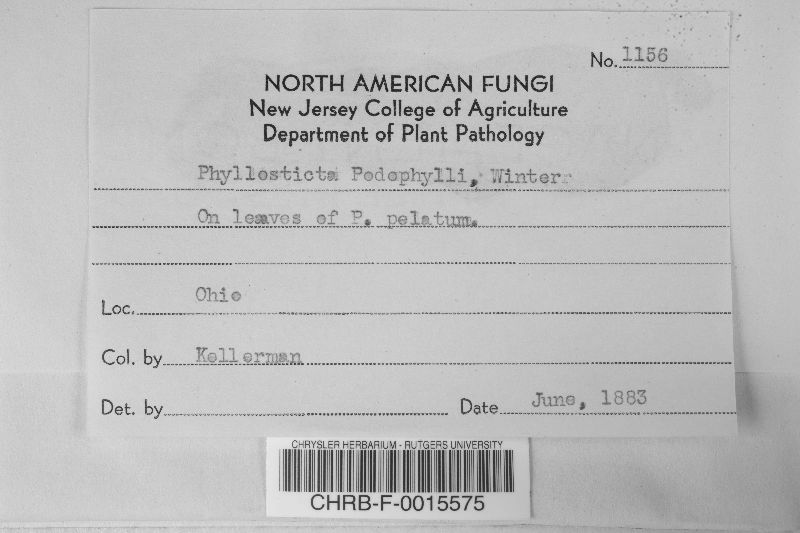 No. 1156
NORTH AMERICAN FUNGI
New Jersey College of Agriculture
Department of Plant Pathology
Phyllosticta Podophylli, Winter
On leaves of P. pelatum.
Loc. Ohio
Col. by Kellerman
Det. by Date June, 1883
CHRYSLER HERBARIUM - RUTGERS UNIVERSITY
CHRB-F-0015575